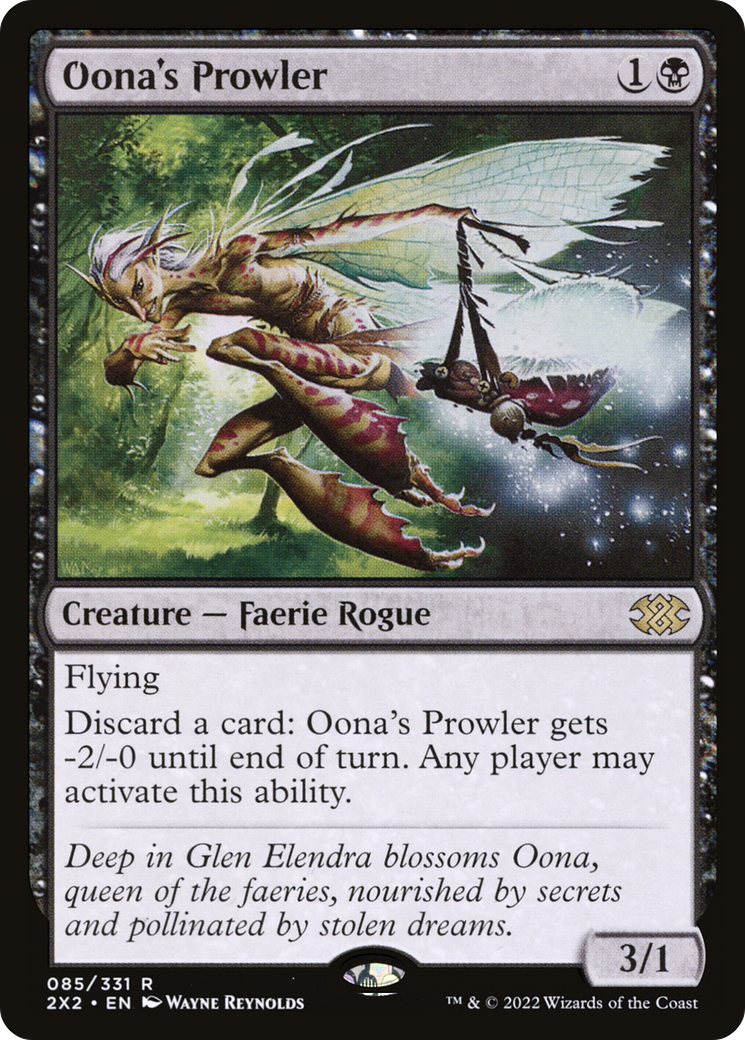 Oona's Prowler 1
Creature — Faerie Rogue
Flying
Discard a card: Oona's Prowler gets
-2/-0 until end of turn. Any player may
activate this ability.
Deep in Glen Elendra blossoms Oona,
queen of the faeries, nourished by secrets
and pollinated by stolen dreams.
3/1
085/331 R
2X2 • EN Wayne Reynolds
™ & © 2022 Wizards of the Coast